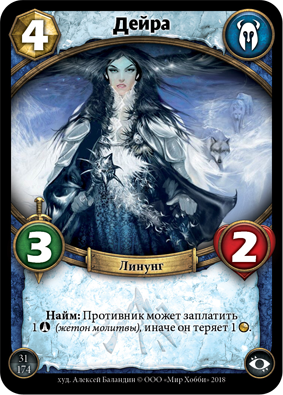 4
Дейра
3
Линунг
2
Найм: Противник может заплатить
1 (жетон молитвы), иначе он теряет 1 .
31
174
худ. Алексей Баландин © ООО «Мир Хобби» 2018